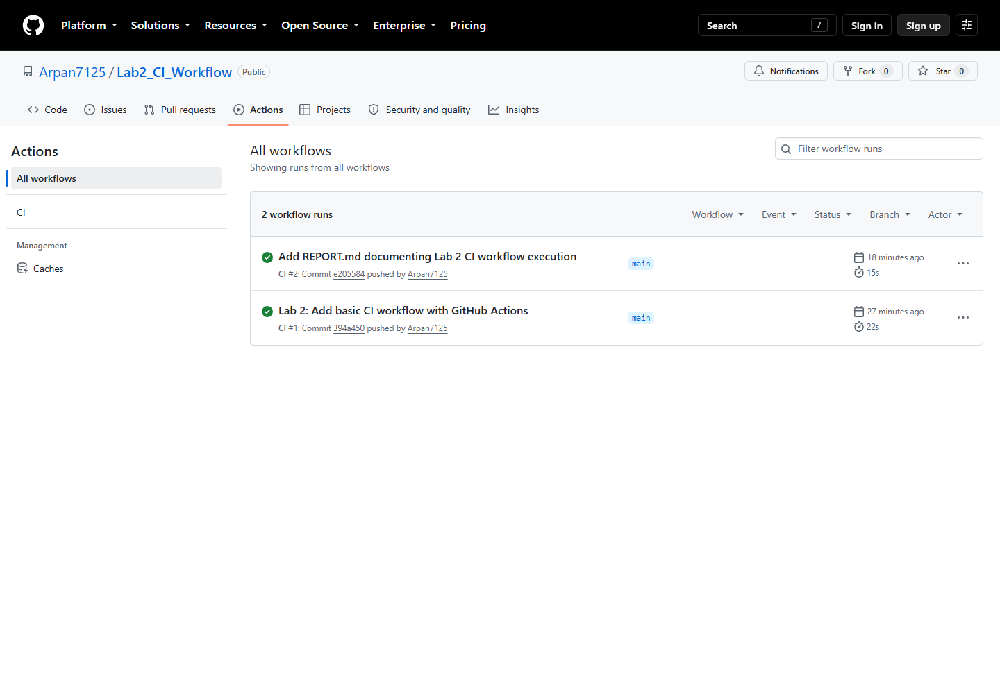 Platform Solutions Resources Open Source Enterprise Pricing Search / Sign in Sign up
Arpan7125 / Lab2_CI_Workflow Public Notifications Fork 0 Star 0
Code Issues Pull requests Actions Projects Security and quality Insights
Actions
All workflows
CI
Management
Caches
All workflows
Showing runs from all workflows
Filter workflow runs
2 workflow runs Workflow Event Status Branch Actor
Add REPORT.md documenting Lab 2 CI workflow execution
CI #2: Commit e205584 pushed by Arpan7125
main
18 minutes ago
15s
Lab 2: Add basic CI workflow with GitHub Actions
CI #1: Commit 394a450 pushed by Arpan7125
main
27 minutes ago
22s